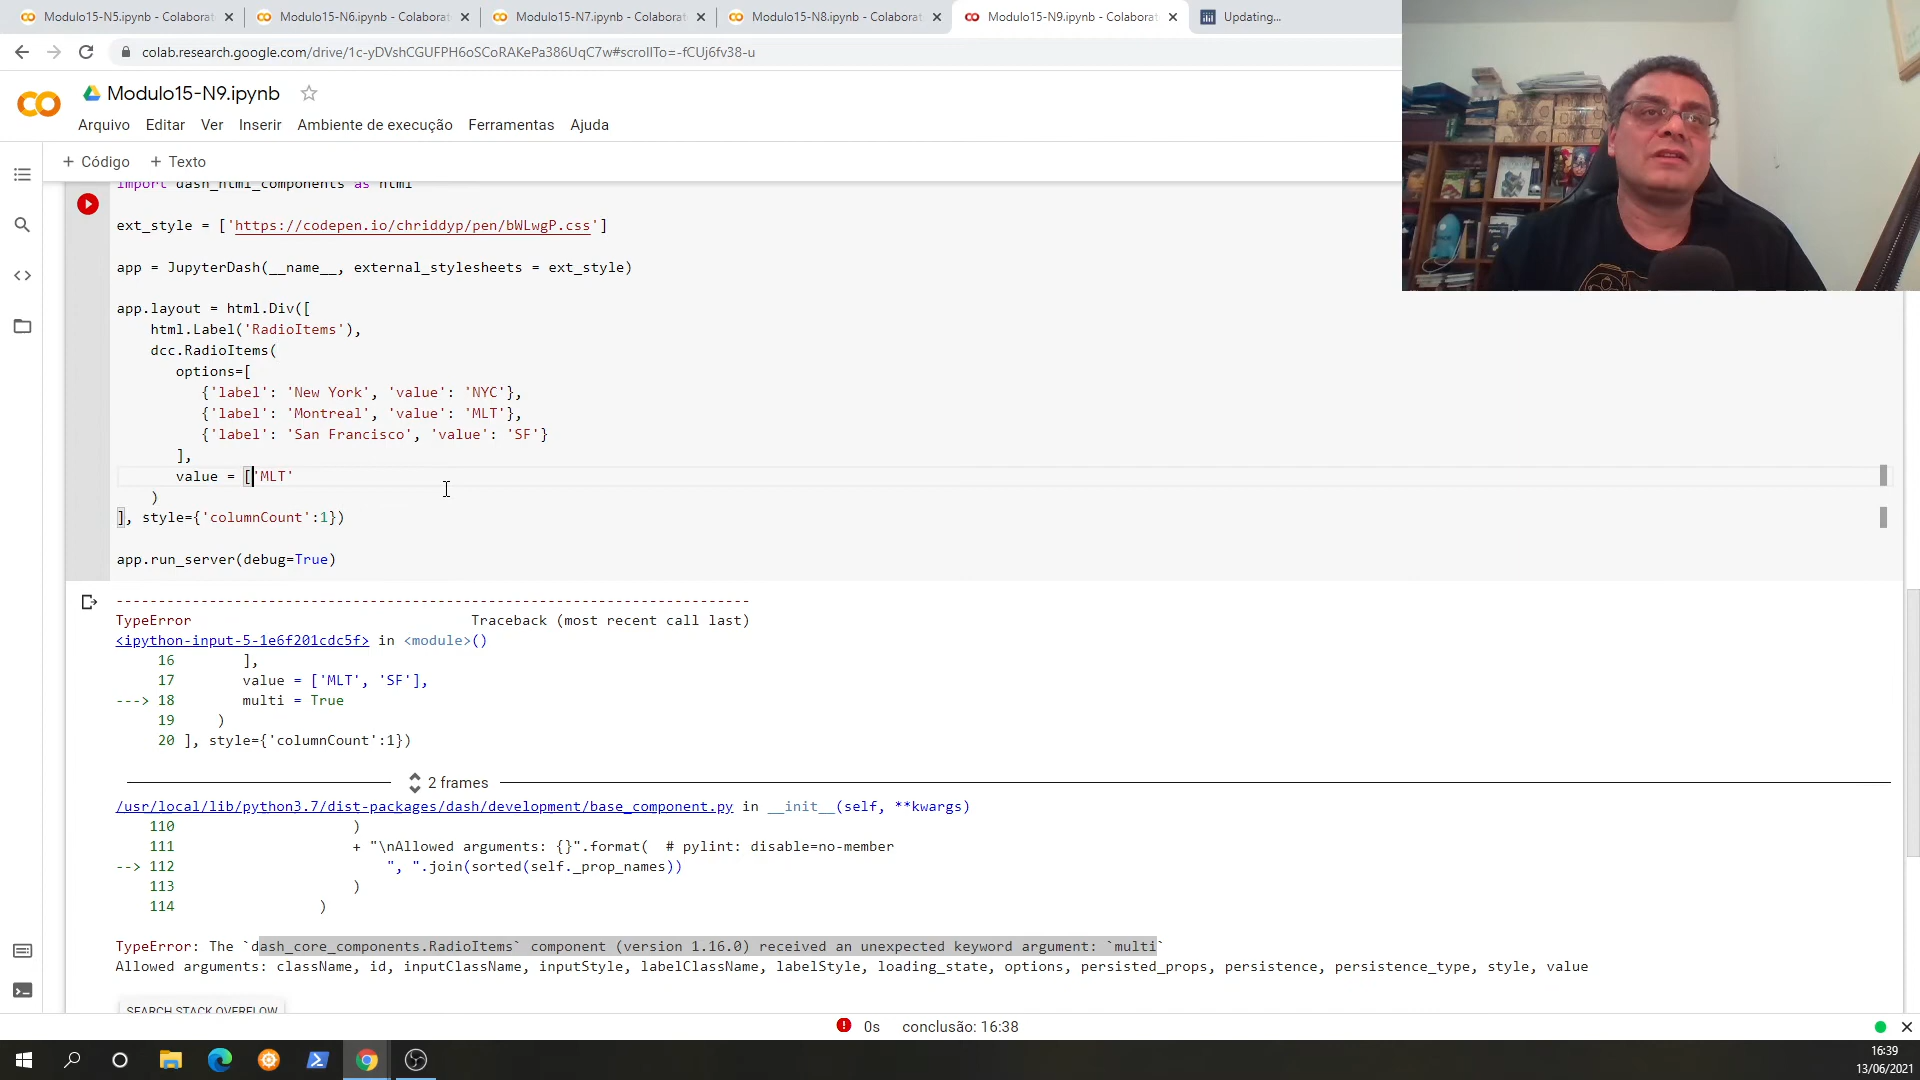 Modulo15-N5.ipynb - Colaborat
Modulo15-N6.ipynb - Colaborat
Modulo15-N7.ipynb - Colaborat
Modulo15-N8.ipynb - Colaborat
Modulo15-N9.ipynb - Colaborat
Updating...
colab.research.google.com/drive/1c-yDVshCGUFPH6oSCoRAKePa386UqC7w#scrollTo=-fCUj6fv38-u
CO
Modulo15-N9.ipynb
Arquivo Editar Ver Inserir Ambiente de execução Ferramentas Ajuda
+ Código + Texto
import dash_html_components as html
ext_style = ['https://codepen.io/chriddyp/pen/bWLwgP.css']
app = JupyterDash(__name__, external_stylesheets = ext_style)
app.layout = html.Div([
html.Label('RadioItems'),
dcc.RadioItems(
options=[
{'label': 'New York', 'value': 'NYC'},
{'label': 'Montreal', 'value': 'MLT'},
{'label': 'San Francisco', 'value': 'SF'}
],
value = ['MLT'
)
], style={'columnCount':1})
app.run_server(debug=True)
---------------------------------------------------------------------------
TypeError Traceback (most recent call last)
<ipython-input-5-1e6f201cdc5f> in <module>()
16 ],
17 value = ['MLT', 'SF'],
---> 18 multi = True
19 )
20 ], style={'columnCount':1})
2 frames
/usr/local/lib/python3.7/dist-packages/dash/development/base_component.py in __init__(self, **kwargs)
110 )
111 + "\nAllowed arguments: {}".format( # pylint: disable=no-member
--> 112 ", ".join(sorted(self._prop_names))
113 )
114 )
TypeError: The `dash_core_components.RadioItems` component (version 1.16.0) received an unexpected keyword argument: `multi`
Allowed arguments: className, id, inputClassName, inputStyle, labelClassName, labelStyle, loading_state, options, persisted_props, persistence, persistence_type, style, value
SEARCH STACK OVERFLOW
0s conclusão: 16:38
16:39
13/06/2021